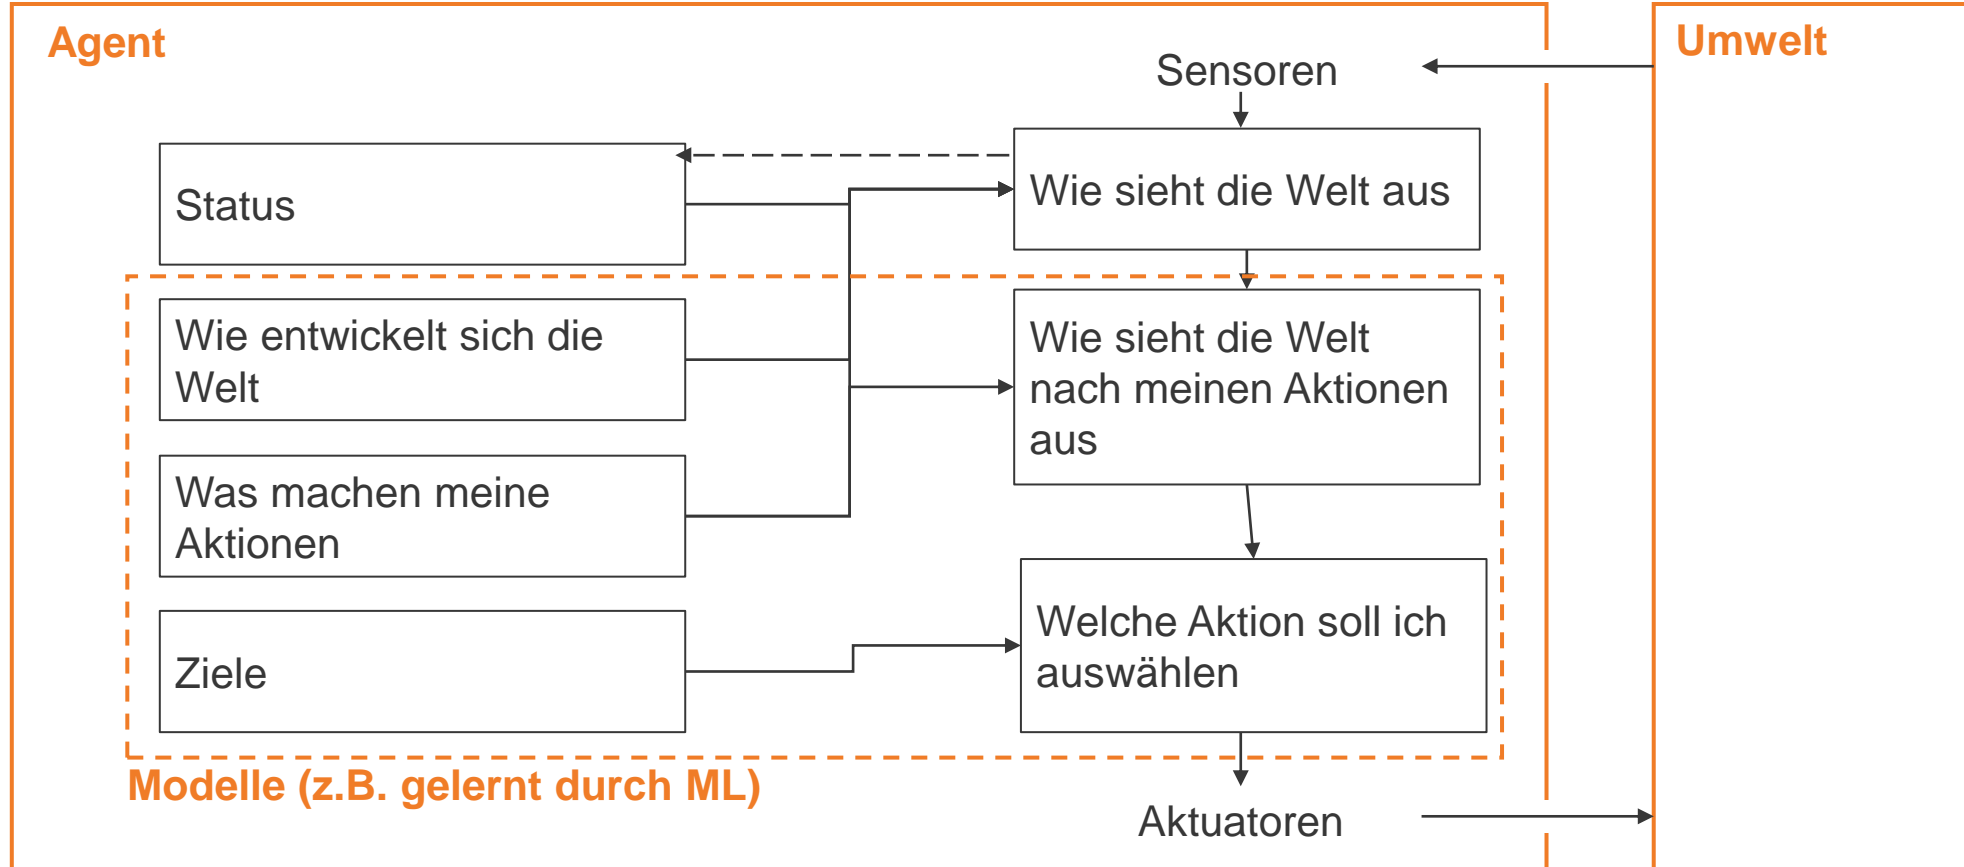 Agent
Umwelt
Sensoren
Status
Wie sieht die Welt aus
Wie entwickelt sich die
Welt
Wie sieht die Welt
nach meinen Aktionen
aus
Was machen meine
Aktionen
Ziele
Welche Aktion soll ich
auswählen
Modelle (z.B. gelernt durch ML)
Aktuatoren